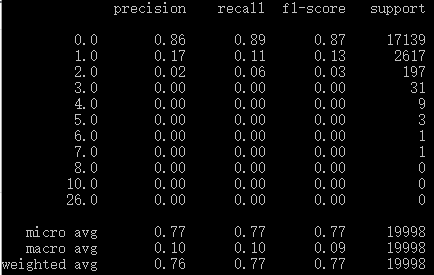 precision recall f1-score support
0.0 0.86 0.89 0.87 17139
1.0 0.17 0.11 0.13 2617
2.0 0.02 0.06 0.03 197
3.0 0.00 0.00 0.00 31
4.0 0.00 0.00 0.00 9
5.0 0.00 0.00 0.00 3
6.0 0.00 0.00 0.00 1
7.0 0.00 0.00 0.00 1
8.0 0.00 0.00 0.00 0
10.0 0.00 0.00 0.00 0
26.0 0.00 0.00 0.00 0
micro avg 0.77 0.77 0.77 19998
macro avg 0.10 0.10 0.09 19998
weighted avg 0.76 0.77 0.77 19998